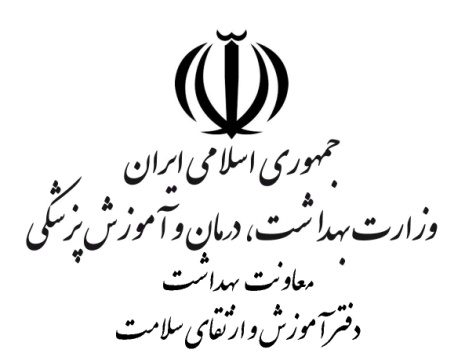 جمهوری اسلامی ایران
وزارت بهداشت، درمان و آموزش پزشکی
معاونت بهداشت
دفتر آموزش و ارتقای سلامت